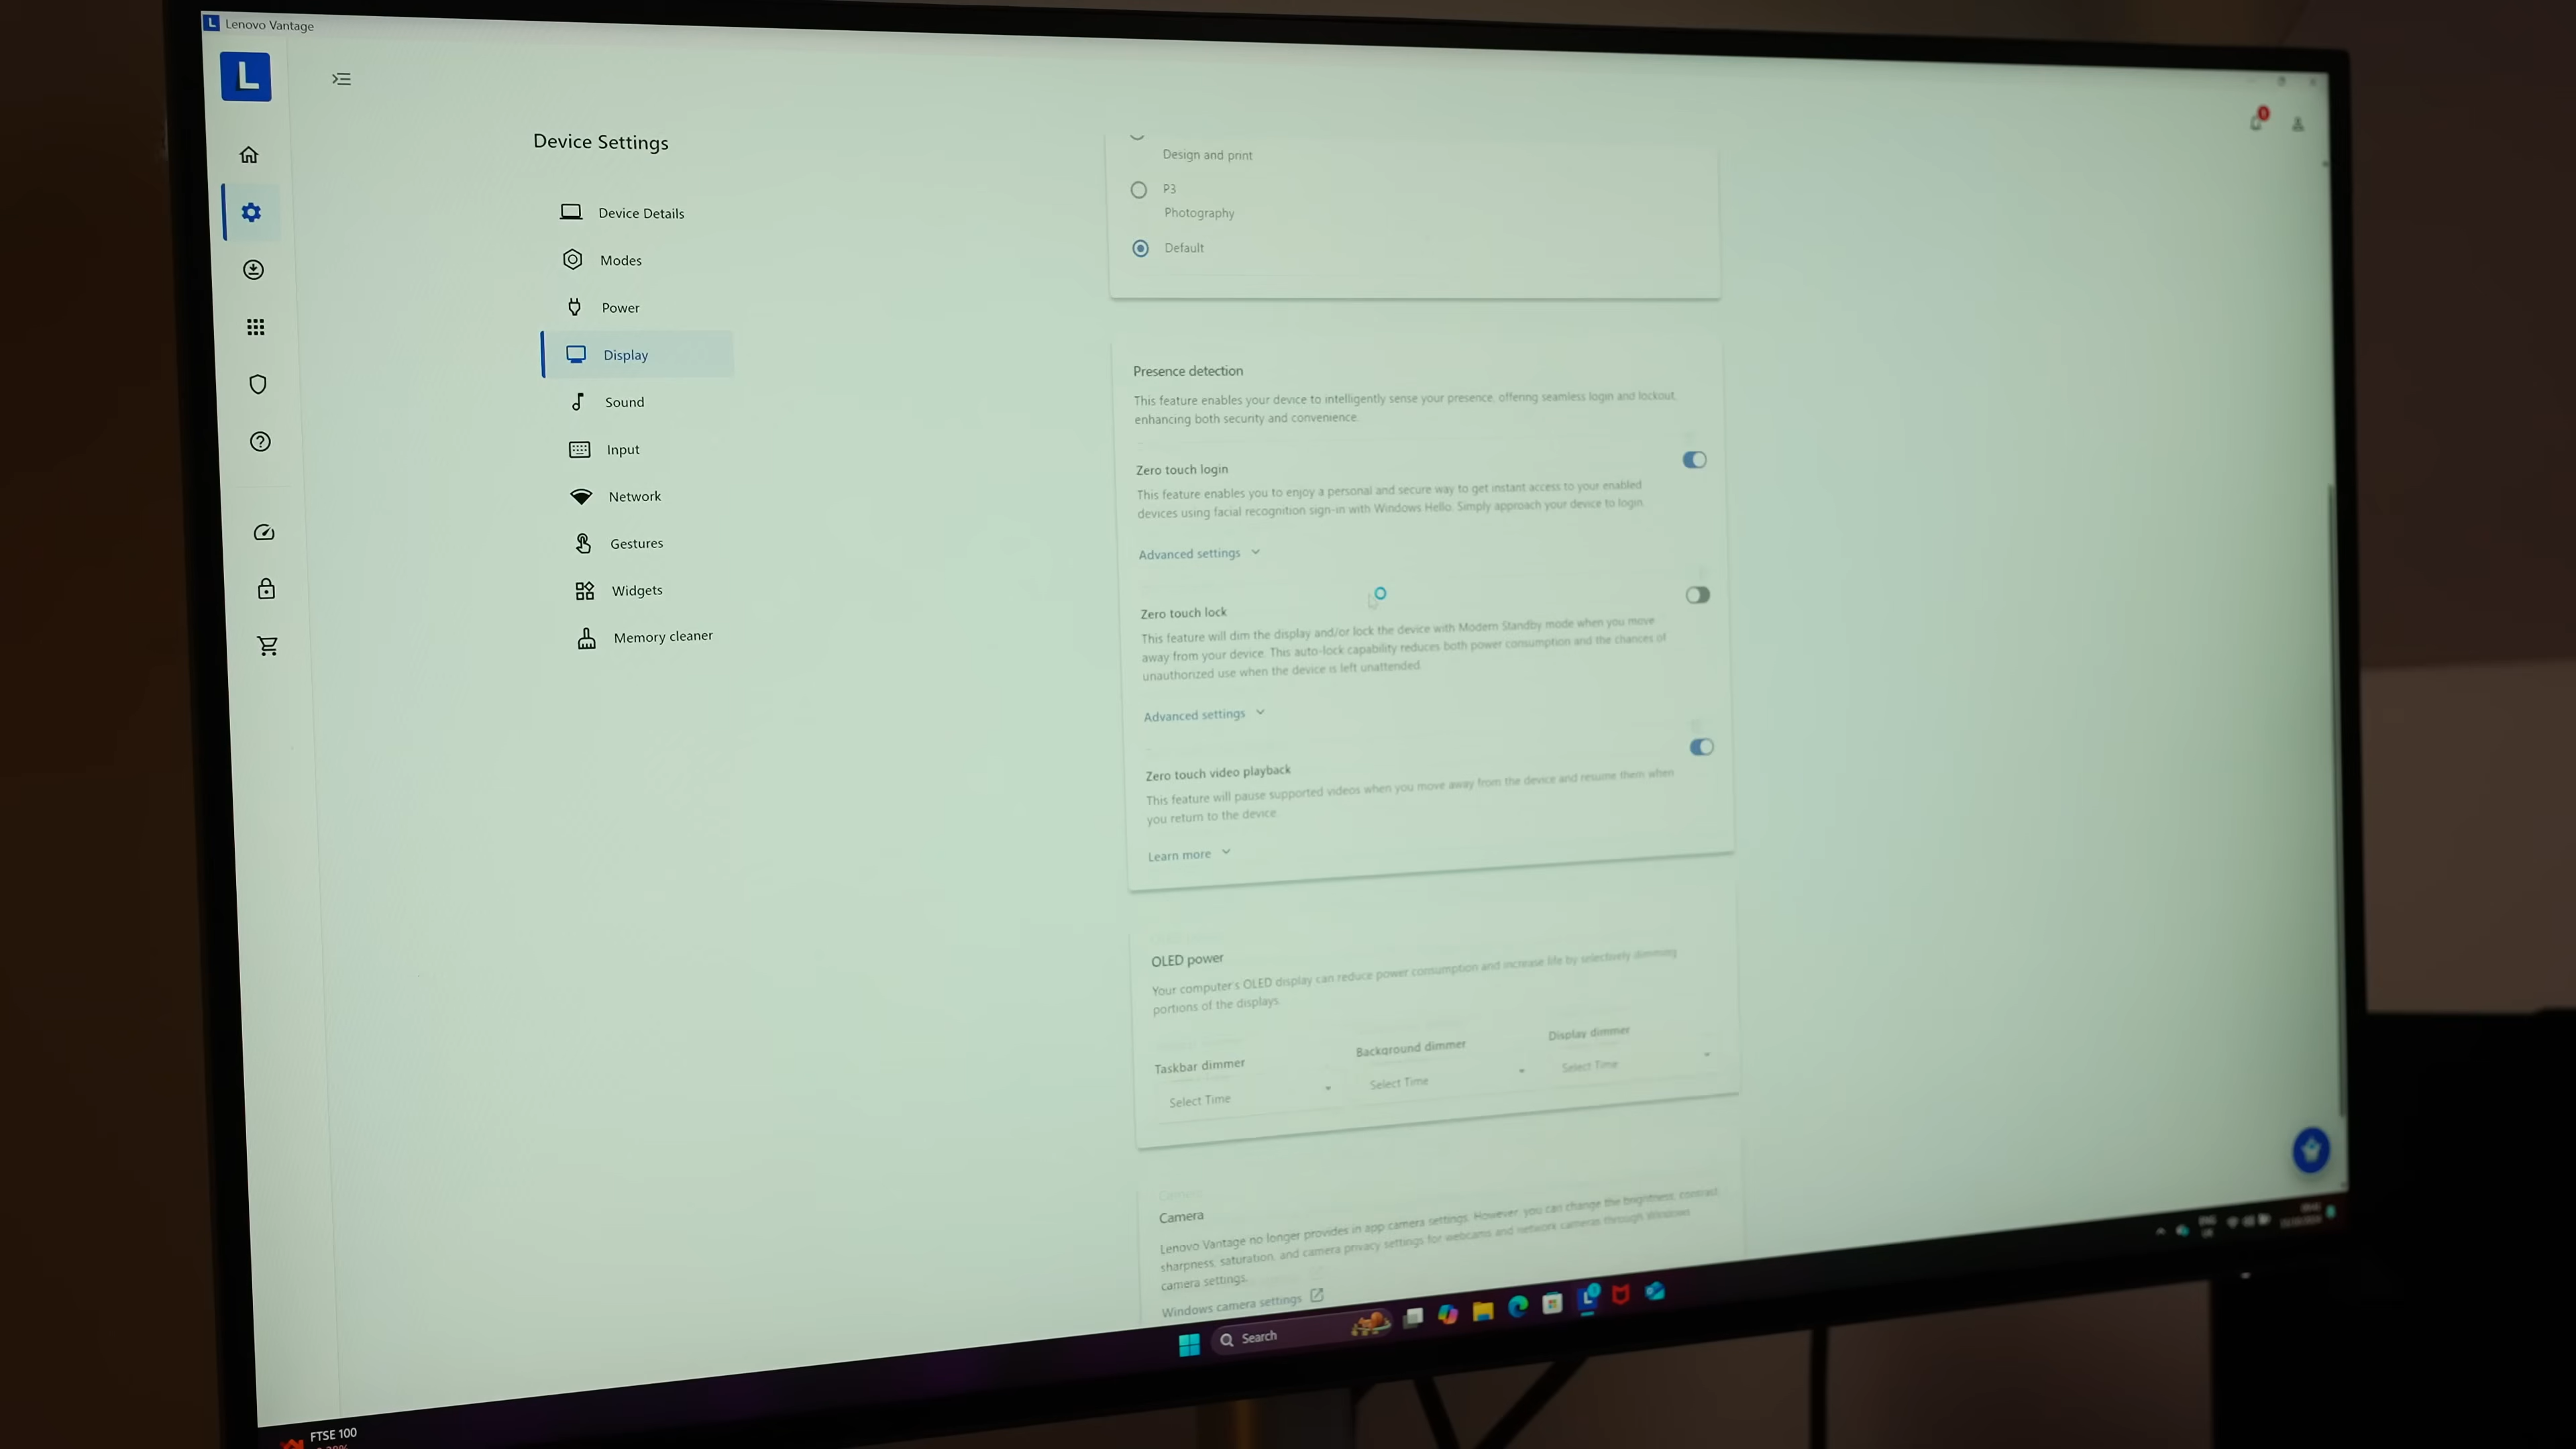 Lenovo Vantage
L
Device Settings
Device Details
Modes
Power
Display
Sound
Input
Network
Gestures
Widgets
Memory cleaner
Design and print
P3
Photography
Default
Presence detection
This feature enables your device to intelligently sense your presence, offering seamless login and lockout,
enhancing both security and convenience.
Zero touch login
This feature enables you to enjoy a personal and secure way to get instant access to your enabled
devices using facial recognition sign-in with Windows Hello. Simply approach your device to login.
Advanced settings
Zero touch lock
This feature will dim the display and/or lock the device with Modern Standby mode when you move
away from your device. This auto-lock capability reduces both power consumption and the chances of
unauthorized use when the device is left unattended.
Advanced settings
Zero touch video playback
This feature will pause supported videos when you move away from the device and resume them when
you return to the device.
Learn more
OLED power
Your computer's OLED display can reduce power consumption and increase life by selectively dimming
portions of the displays.
Taskbar dimmer
Background dimmer
Display dimmer
Select Time
Select Time
Select Time
Camera
Lenovo Vantage no longer provides in app camera settings. However, you can change the brightness, contrast,
sharpness, saturation, and camera privacy settings for webcams and network cameras through Windows
camera settings.
Windows camera settings
Search
ENG
FTSE 100